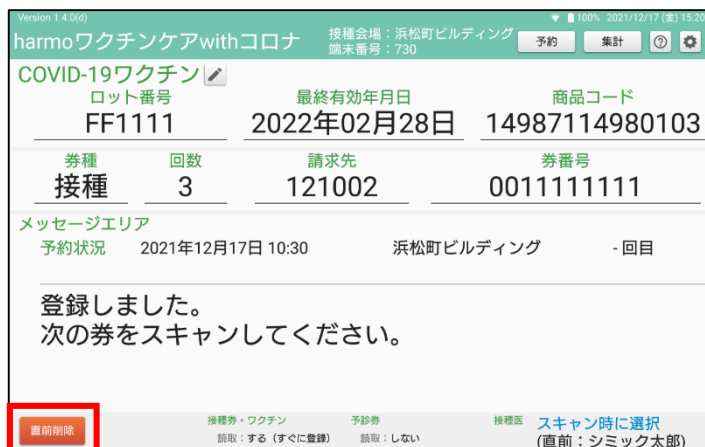 Version 1.4.0(d) 100% 2021/12/17 (金) 15:20
harmoワクチンケアwithコロナ 接種会場：浜松町ビルディング 端末番号：730 予約 集計
COVID-19ワクチン
ロット番号 最終有効年月日 商品コード
FF1111 2022年02月28日 14987114980103
券種 回数 請求先 券番号
接種 3 121002 0011111111
メッセージエリア
予約状況 2021年12月17日 10:30 浜松町ビルディング - 回目
登録しました。
次の券をスキャンしてください。
直前削除
接種券・ワクチン 予診券 接種医 スキャン時に選択
読取：する（すぐに登録） 読取：しない (直前：シミック太郎)